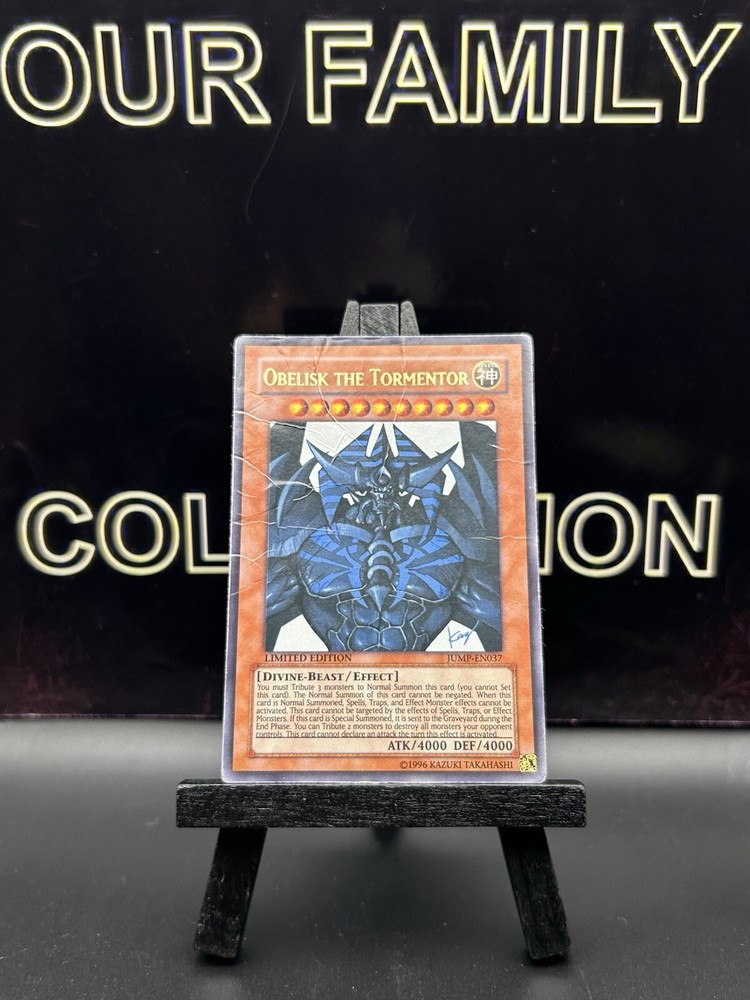 OUR FAMILY
COL
ION
OBELISK THE TORMENTOR 神
Kazu
LIMITED EDITION JUMP-EN037
[DIVINE-BEAST/EFFECT]
You must Tribute 3 monsters to Normal Summon this card (you cannot Set
this card). The Normal Summon of this card cannot be negated. When this
card is Normal Summoned, Spells, Traps, and Effect Monster effects cannot be
activated. This card cannot be targeted by the effects of Spells, Traps, or Effect
Monsters. If this card is Special Summoned, it is sent to the Graveyard during the
End Phase. You can Tribute 2 monsters to destroy all monsters your opponent
controls. This card cannot declare an attack the turn this effect is activated.
ATK/4000 DEF/4000
©1996 KAZUKI TAKAHASHI